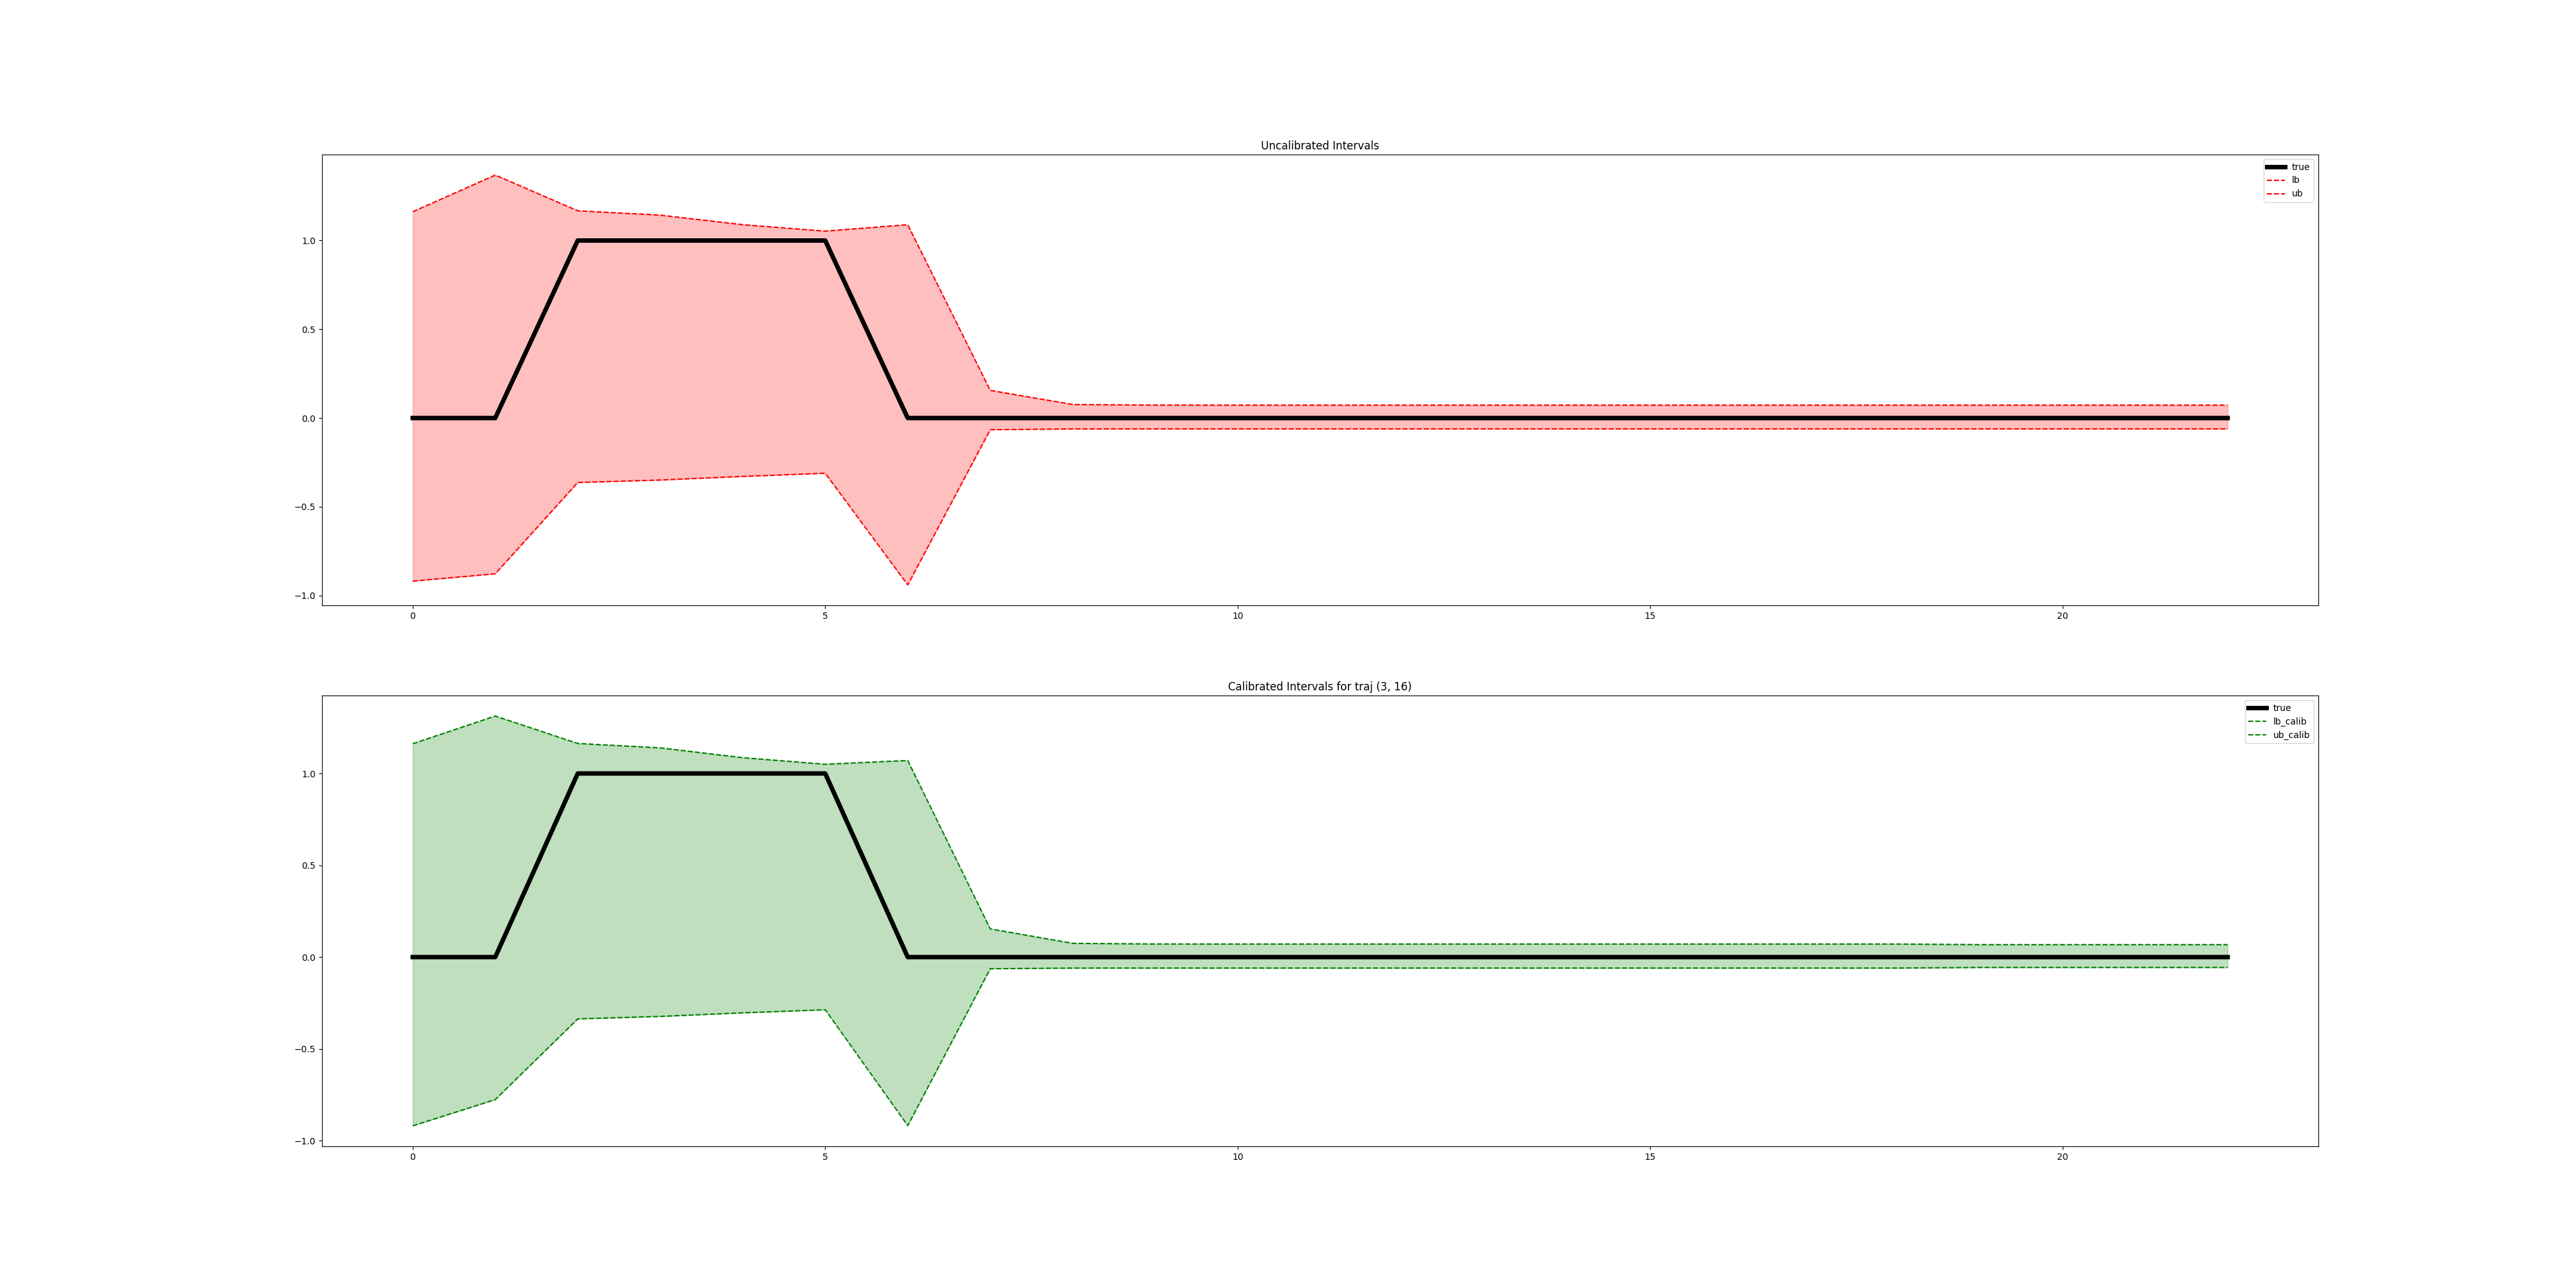 Uncalibrated Intervals
true
lb
ub
1.0
0.5
0.0
−0.5
−1.0
0 5 10 15 20
Calibrated Intervals for traj (3, 16)
true
lb_calib
ub_calib
1.0
0.5
0.0
−0.5
−1.0
0 5 10 15 20